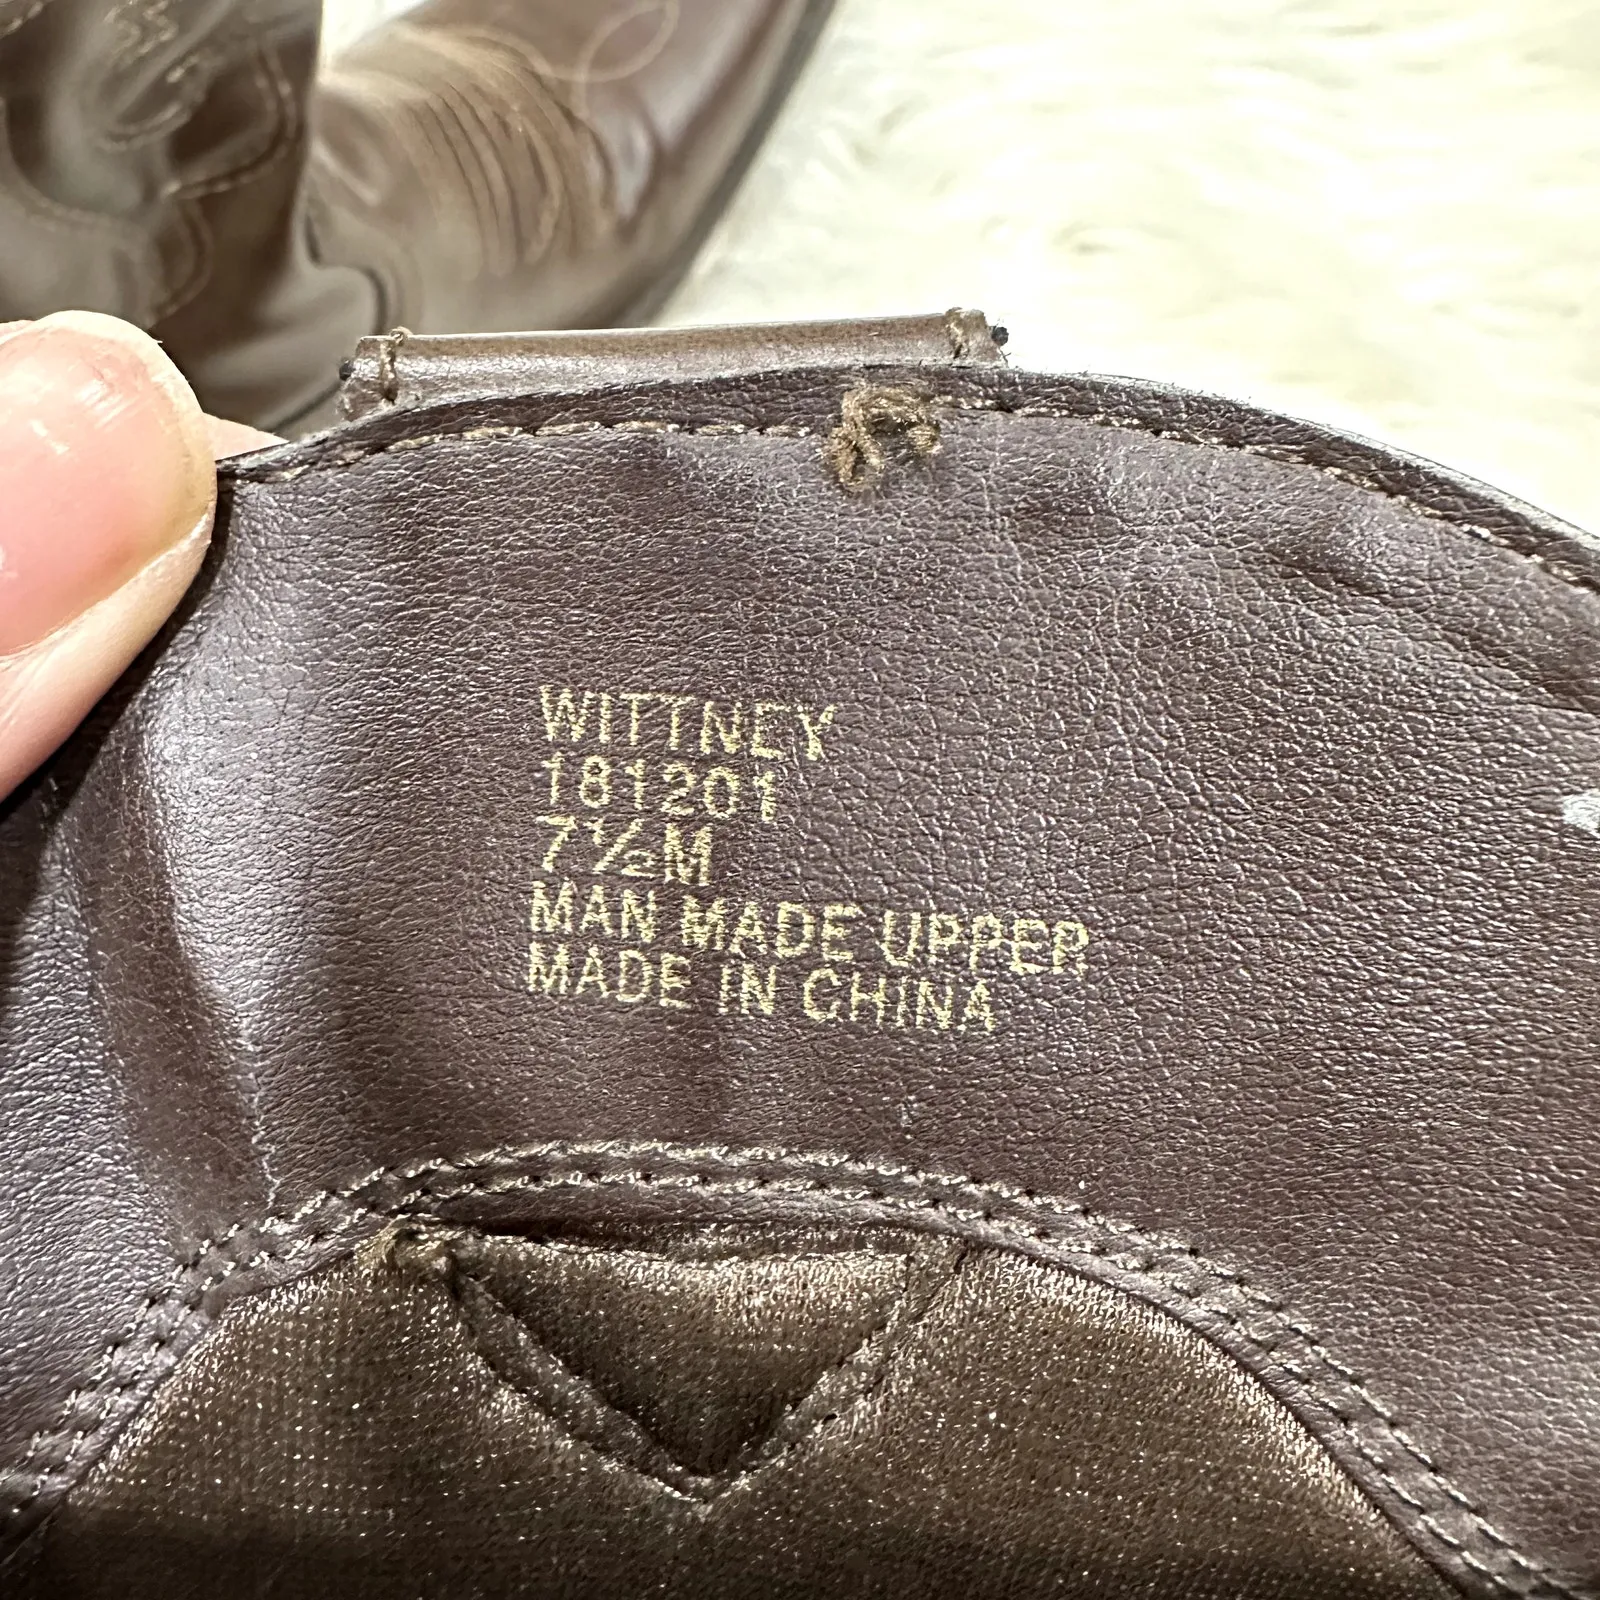 WITTNEY
181201
7½M
MAN MADE UPPER
MADE IN CHINA